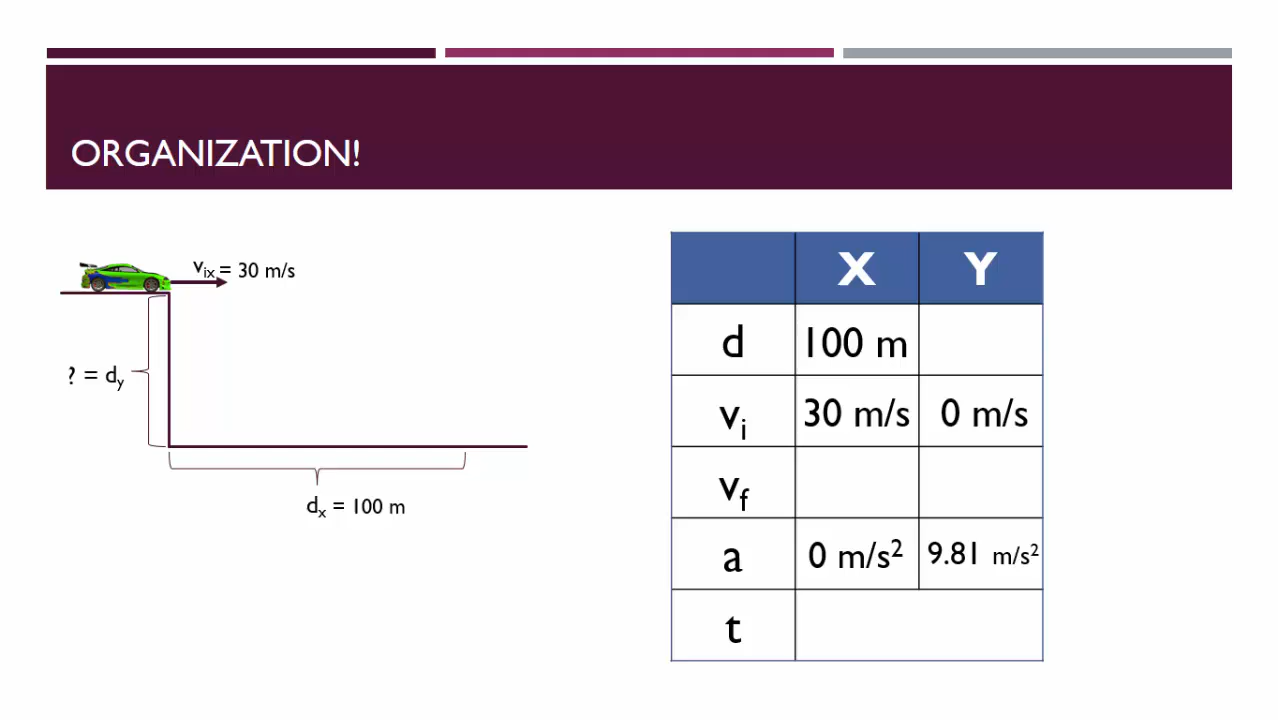 ORGANIZATION!
vix = 30 m/s
? = dy
dx = 100 m
X Y
d 100 m
vi 30 m/s 0 m/s
vf
a 0 m/s² 9.81 m/s²
t